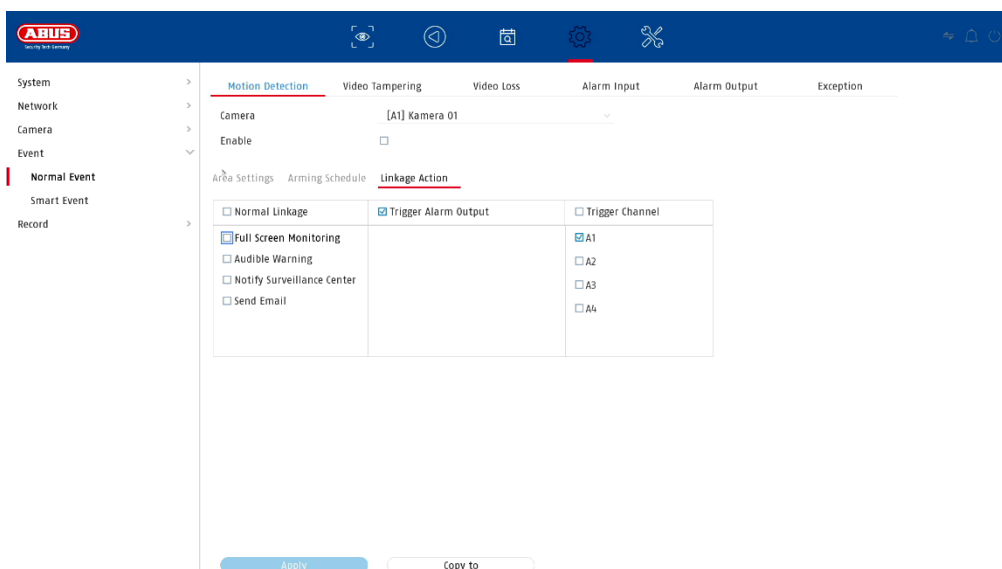 ABUS
Security Tech Germany
System
Network
Camera
Event
Normal Event
Smart Event
Record
Motion Detection Video Tampering Video Loss Alarm Input Alarm Output Exception
Camera [A1] Kamera 01
Enable
Area Settings Arming Schedule Linkage Action
Normal Linkage Trigger Alarm Output Trigger Channel
Full Screen Monitoring A1
Audible Warning A2
Notify Surveillance Center A3
Send Email A4
Apply Copy to